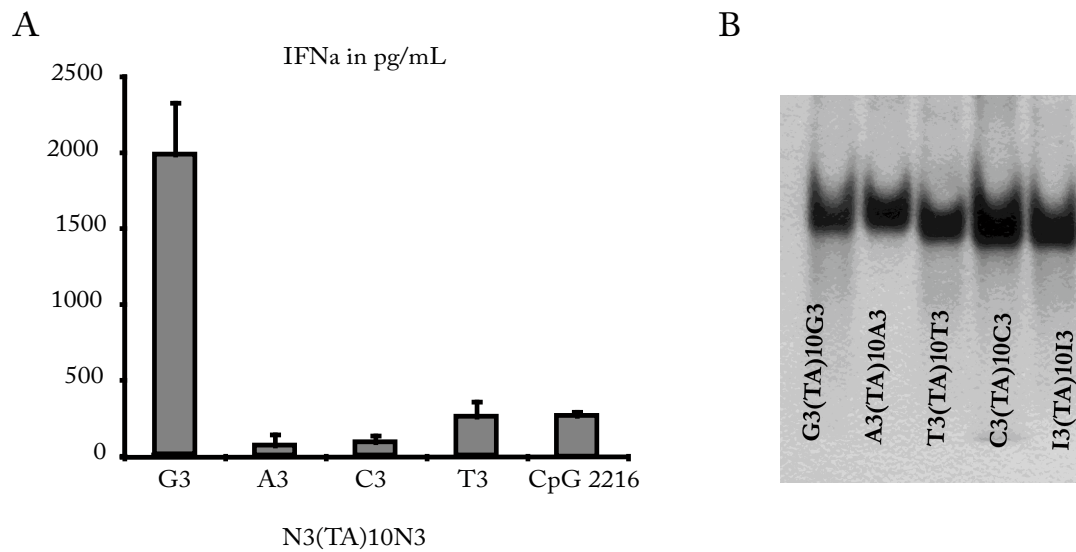 A
IFNa in pg/mL
2500
2000
1500
1000
500
0
G3 A3 C3 T3 CpG 2216
N3(TA)10N3
B
G3(TA)10G3
A3(TA)10A3
T3(TA)10T3
C3(TA)10C3
I3(TA)10I3